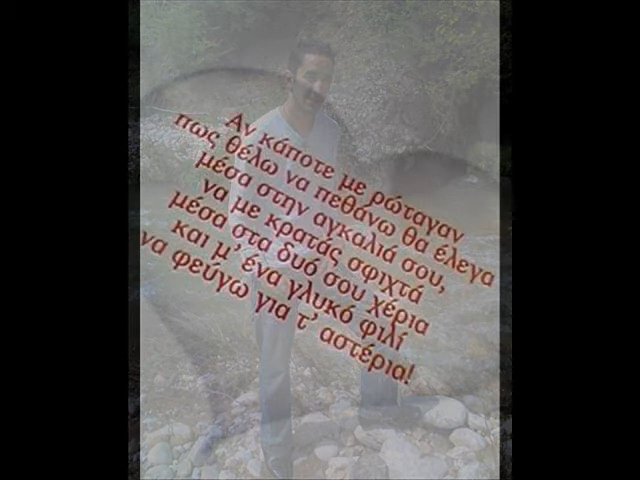 Αν κάποτε με ρώταγαν
πως θέλω να πεθάνω θα έλεγα
μέσα στην αγκαλιά σου,
να με κρατάς σφιχτά
μέσα στα δυό σου χέρια
και μ' ένα γλυκό φιλί
να φεύγω για τ' αστέρια!